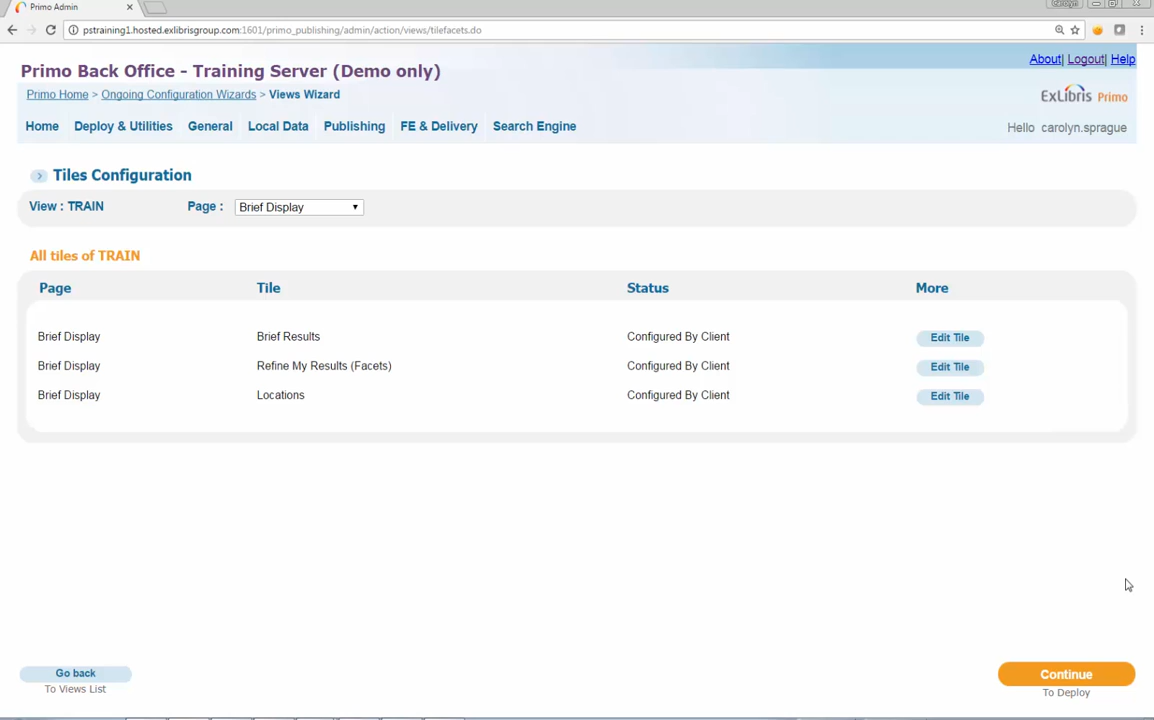 Primo Admin
Carolyn
pstraining1.hosted.exlibrisgroup.com:1601/primo_publishing/admin/action/views/tilefacets.do
About| Logout| Help
Primo Back Office - Training Server (Demo only)
Primo Home > Ongoing Configuration Wizards > Views Wizard
ExLibris Primo
Home Deploy & Utilities General Local Data Publishing FE & Delivery Search Engine
Hello carolyn.sprague
Tiles Configuration
View : TRAIN Page : Brief Display
All tiles of TRAIN
Page Tile Status More
Brief Display Brief Results Configured By Client Edit Tile
Brief Display Refine My Results (Facets) Configured By Client Edit Tile
Brief Display Locations Configured By Client Edit Tile
Go back Continue
To Views List To Deploy